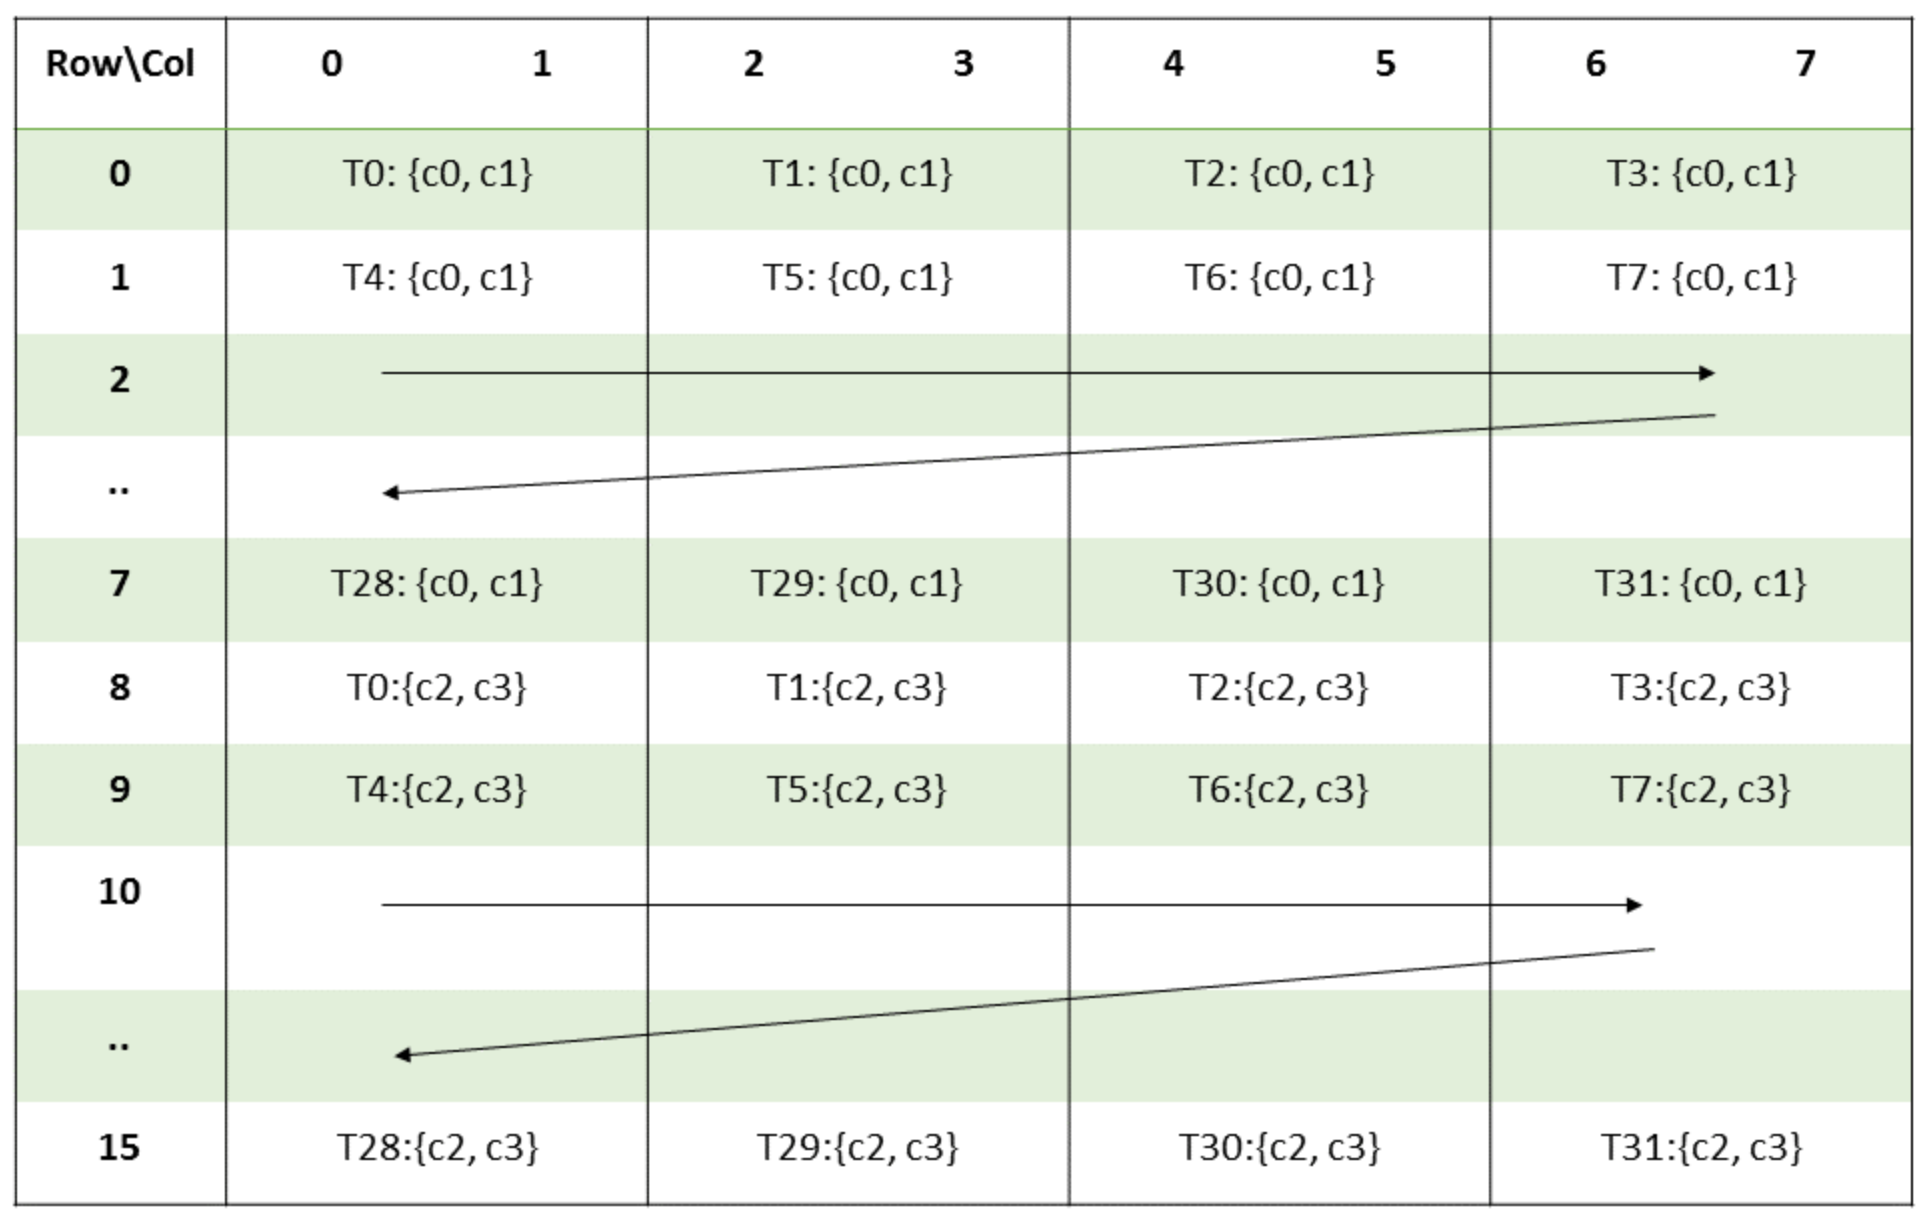 Row\Col 0 1 2 3 4 5 6 7
0 T0: {c0, c1} T1: {c0, c1} T2: {c0, c1} T3: {c0, c1}
1 T4: {c0, c1} T5: {c0, c1} T6: {c0, c1} T7: {c0, c1}
2
..
7 T28: {c0, c1} T29: {c0, c1} T30: {c0, c1} T31: {c0, c1}
8 T0:{c2, c3} T1:{c2, c3} T2:{c2, c3} T3:{c2, c3}
9 T4:{c2, c3} T5:{c2, c3} T6:{c2, c3} T7:{c2, c3}
10
..
15 T28:{c2, c3} T29:{c2, c3} T30:{c2, c3} T31:{c2, c3}